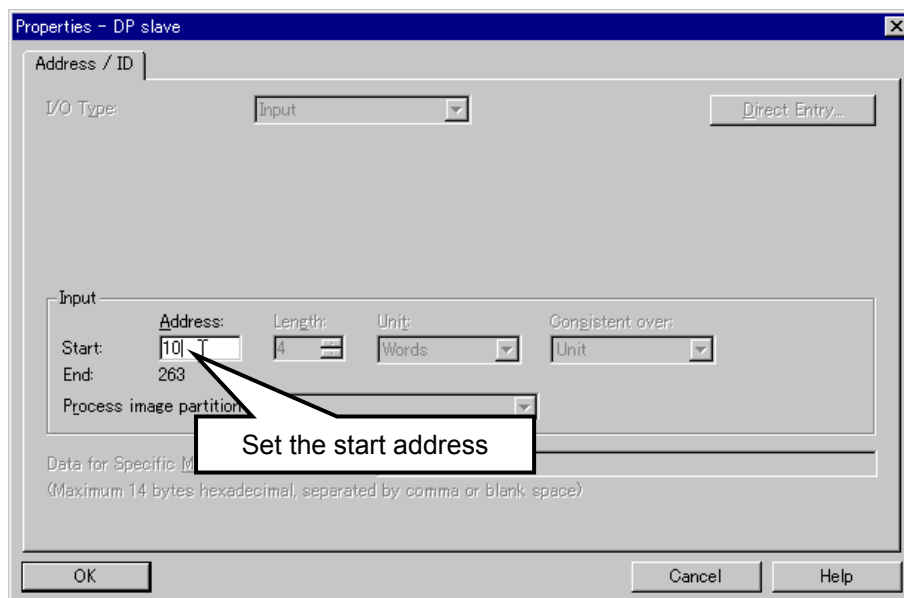 Properties - DP slave
Address / ID
I/O Type: Input Direct Entry...
Input
Address: Length: Unit: Consistent over:
Start: 10 4 Words Unit
End: 263
Process image partition
Set the start address
Data for Specific M
(Maximum 14 bytes hexadecimal, separated by comma or blank space)
OK Cancel Help